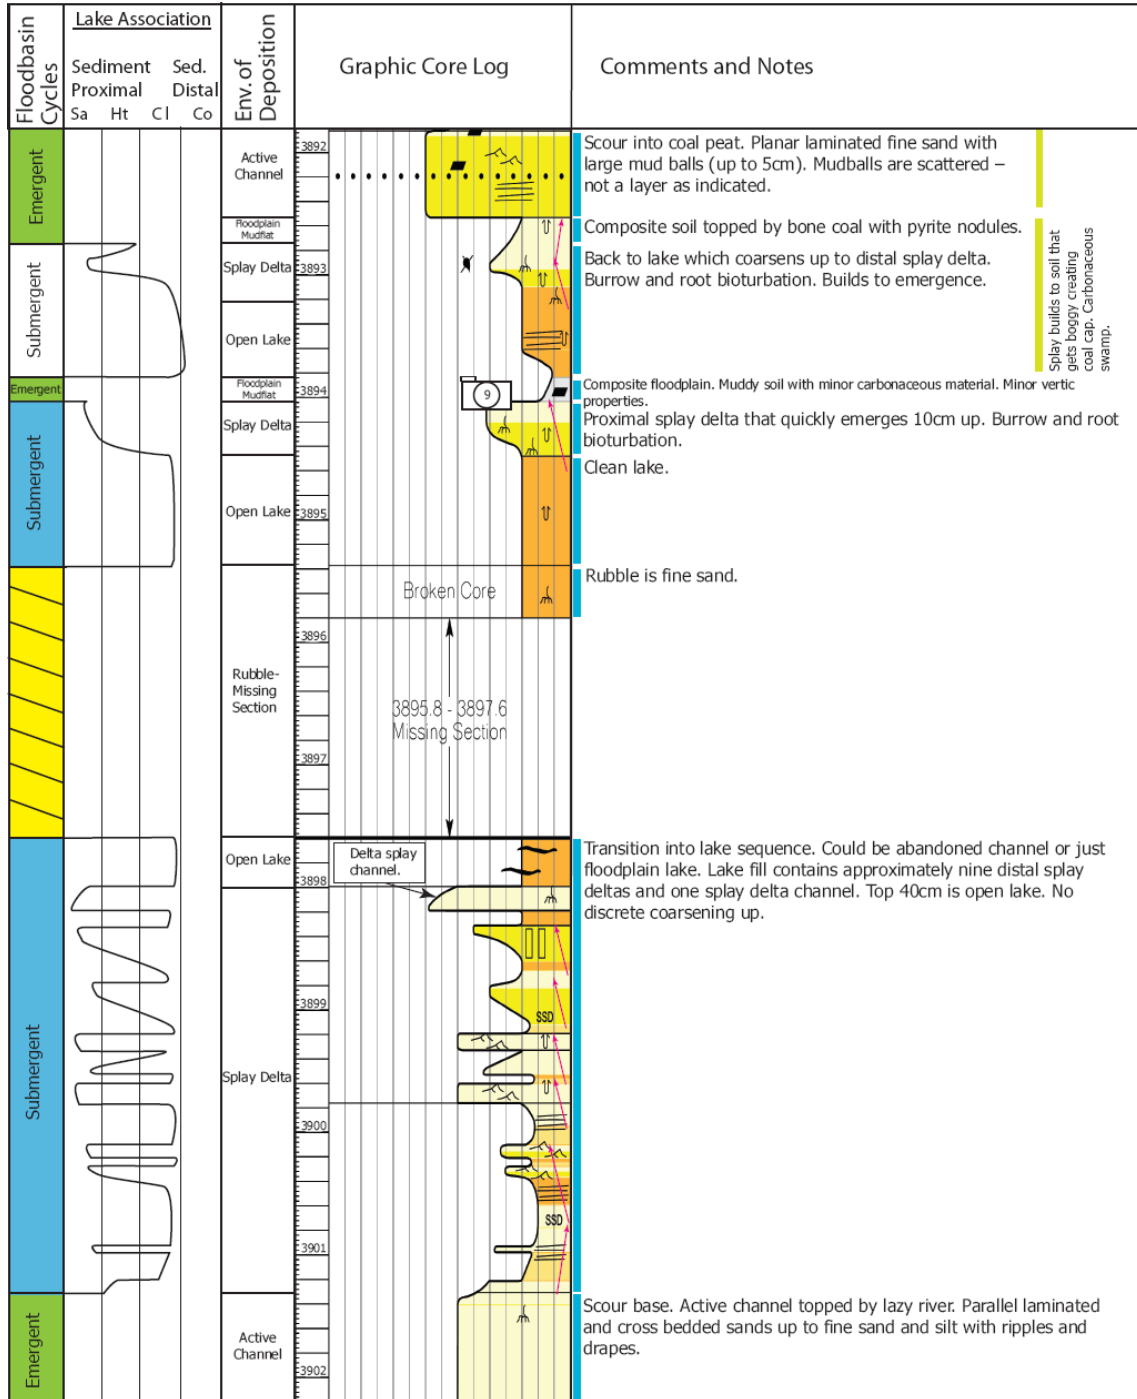 Floodbasin
Cycles
Lake Association
Sediment Sed.
Proximal Distal
Sa Ht Cl Co
Env. of
Deposition
Graphic Core Log
Comments and Notes
Emergent
Active
Channel
3892
Scour into coal peat. Planar laminated fine sand with
large mud balls (up to 5cm). Mudballs are scattered –
not a layer as indicated.
Floodplain
Mudflat
Composite soil topped by bone coal with pyrite nodules.
Submergent
Splay Delta
3893
Back to lake which coarsens up to distal splay delta.
Burrow and root bioturbation. Builds to emergence.
Splay builds to soil that
gets boggy creating
coal cap. Carbonaceous
swamp.
Open Lake
Emergent
Floodplain
Mudflat
3894
9
Composite floodplain. Muddy soil with minor carbonaceous material. Minor vertic
properties.
Submergent
Splay Delta
Proximal splay delta that quickly emerges 10cm up. Burrow and root
bioturbation.
Clean lake.
Open Lake
3895
Broken Core
Rubble is fine sand.
3896
Rubble-
Missing
Section
3895.8 - 3897.6
Missing Section
3897
Submergent
Open Lake
3898
Delta splay
channel.
Transition into lake sequence. Could be abandoned channel or just
floodplain lake. Lake fill contains approximately nine distal splay
deltas and one splay delta channel. Top 40cm is open lake. No
discrete coarsening up.
3899
SSD
Splay Delta
3900
SSD
3901
Emergent
Active
Channel
3902
Scour base. Active channel topped by lazy river. Parallel laminated
and cross bedded sands up to fine sand and silt with ripples and
drapes.